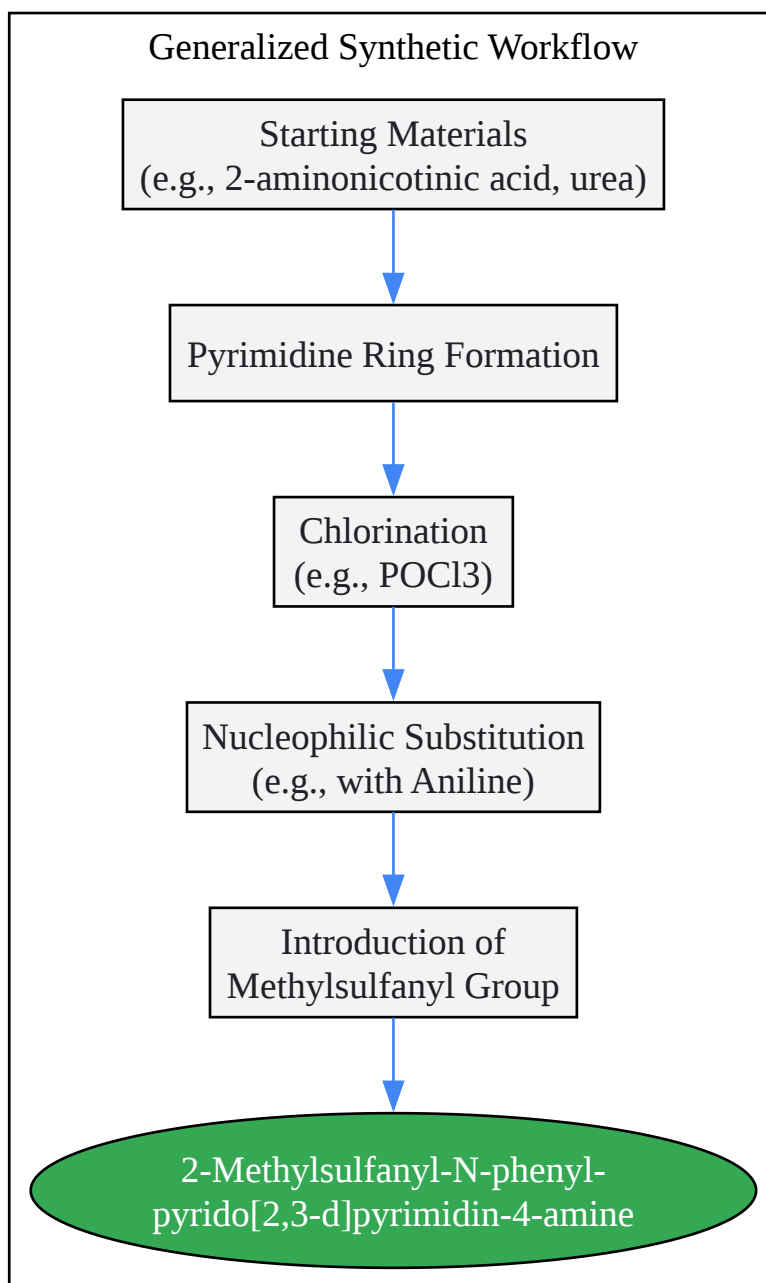 Generalized Synthetic Workflow
Starting Materials
(e.g., 2-aminonicotinic acid, urea)
Pyrimidine Ring Formation
Chlorination
(e.g., POCl3)
Nucleophilic Substitution
(e.g., with Aniline)
Introduction of
Methylsulfanyl Group
2-Methylsulfanyl-N-phenyl-
pyrido[2,3-d]pyrimidin-4-amine